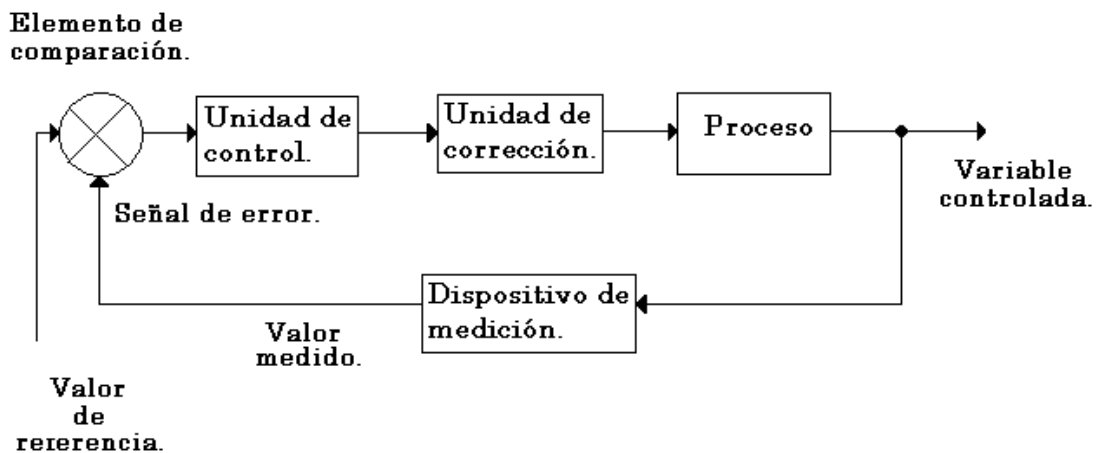 Elemento de
comparación.
Unidad de
control.
Unidad de
corrección.
Proceso
Variable
controlada.
Señal de error.
Dispositivo de
medición.
Valor
medido.
Valor
de
rererencia.